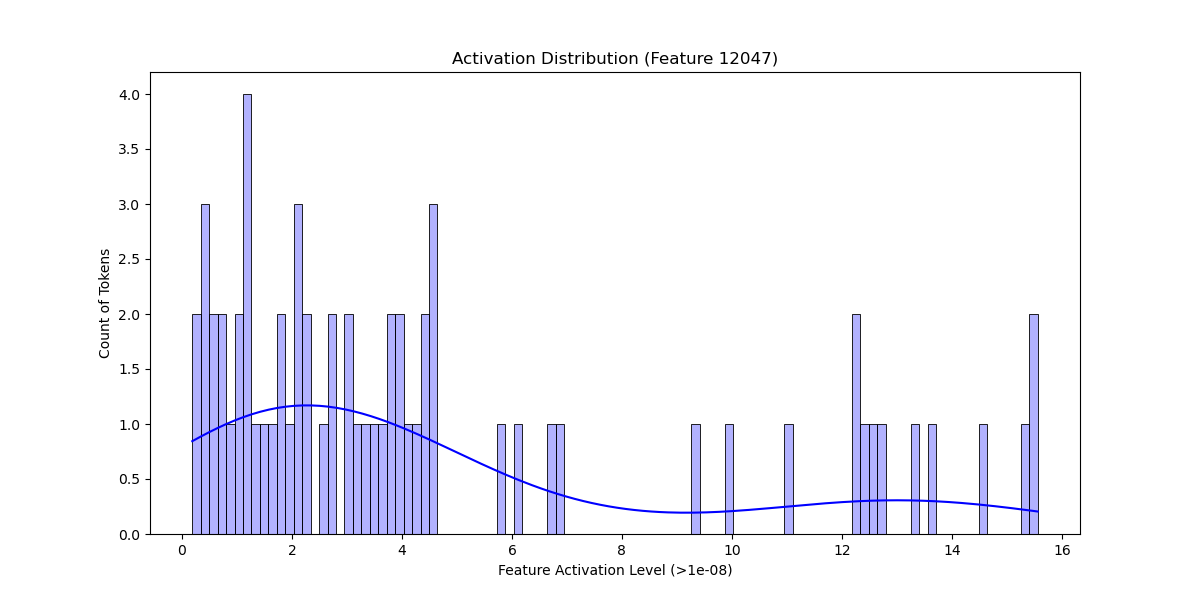 Activation Distribution (Feature 12047)
4.0
3.5
3.0
2.5
2.0
1.5
1.0
0.5
0.0
Count of Tokens
0 2 4 6 8 10 12 14 16
Feature Activation Level (>1e-08)